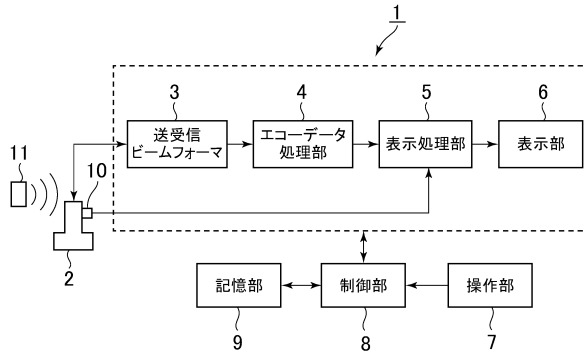 1
3
4
5
6
送受信
ビームフォーマ
エコーデータ
処理部
表示処理部
表示部
11
10
2
記憶部
制御部
操作部
9
8
7